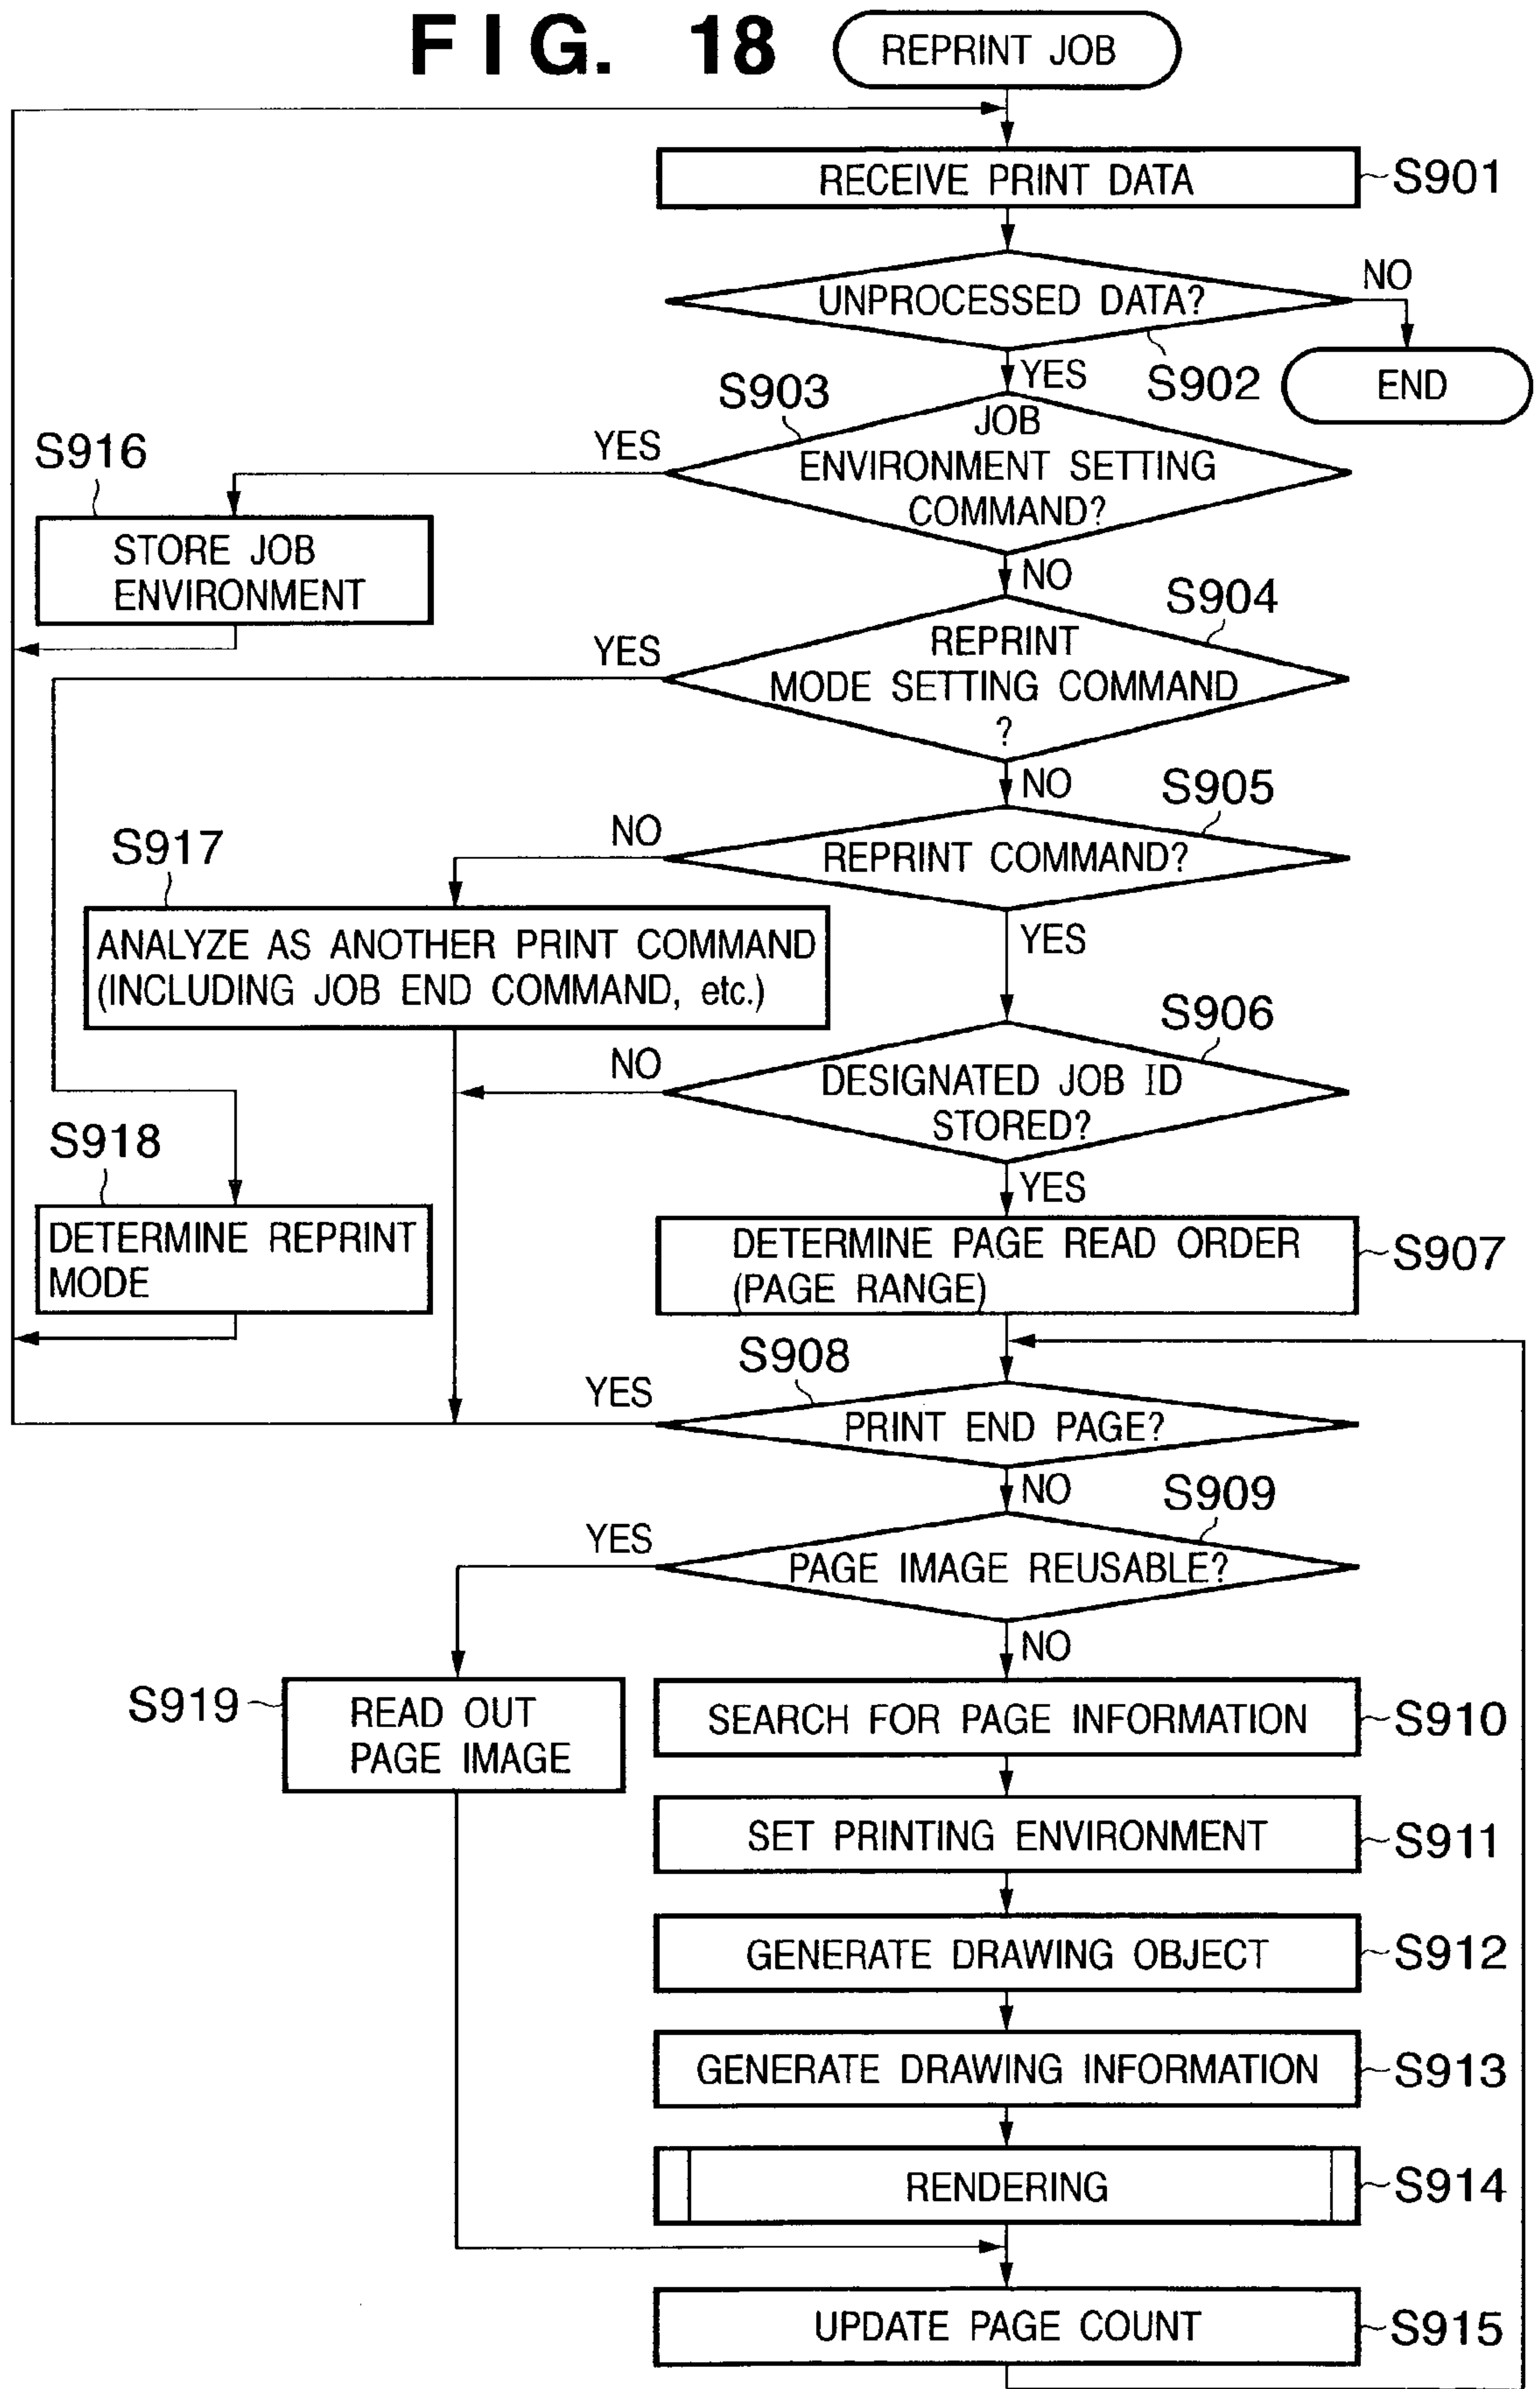 FIG. 18
REPRINT JOB
RECEIVE PRINT DATA
S901
UNPROCESSED DATA?
NO
S902
END
YES
S903
JOB
ENVIRONMENT SETTING
COMMAND?
YES
S916
STORE JOB
ENVIRONMENT
NO
S904
REPRINT
MODE SETTING COMMAND
?
YES
NO
S905
REPRINT COMMAND?
NO
S917
ANALYZE AS ANOTHER PRINT COMMAND
(INCLUDING JOB END COMMAND, etc.)
YES
S906
DESIGNATED JOB ID
STORED?
NO
S918
DETERMINE REPRINT
MODE
YES
DETERMINE PAGE READ ORDER
(PAGE RANGE)
S907
S908
YES
PRINT END PAGE?
NO
S909
YES
PAGE IMAGE REUSABLE?
NO
S919
READ OUT
PAGE IMAGE
SEARCH FOR PAGE INFORMATION
S910
SET PRINTING ENVIRONMENT
S911
GENERATE DRAWING OBJECT
S912
GENERATE DRAWING INFORMATION
S913
RENDERING
S914
UPDATE PAGE COUNT
S915